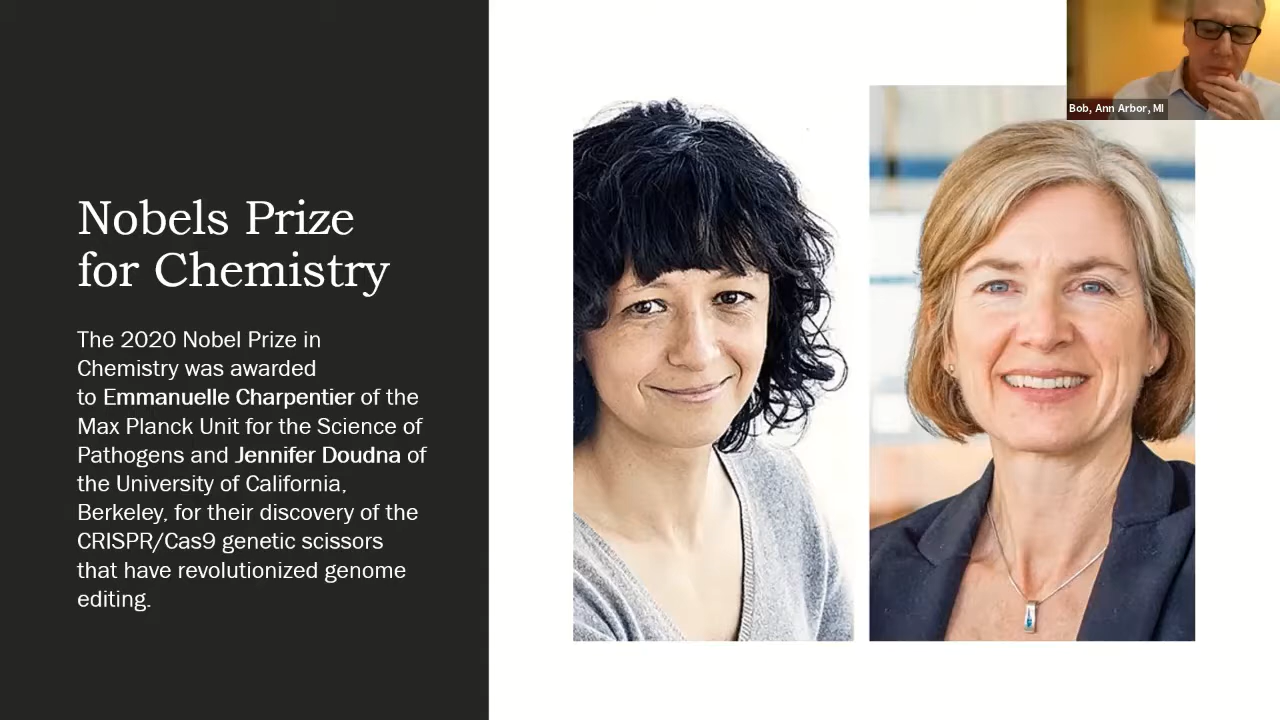 Nobels Prize
for Chemistry
The 2020 Nobel Prize in
Chemistry was awarded
to Emmanuelle Charpentier of the
Max Planck Unit for the Science of
Pathogens and Jennifer Doudna of
the University of California,
Berkeley, for their discovery of the
CRISPR/Cas9 genetic scissors
that have revolutionized genome
editing.
Bob, Ann Arbor, MI